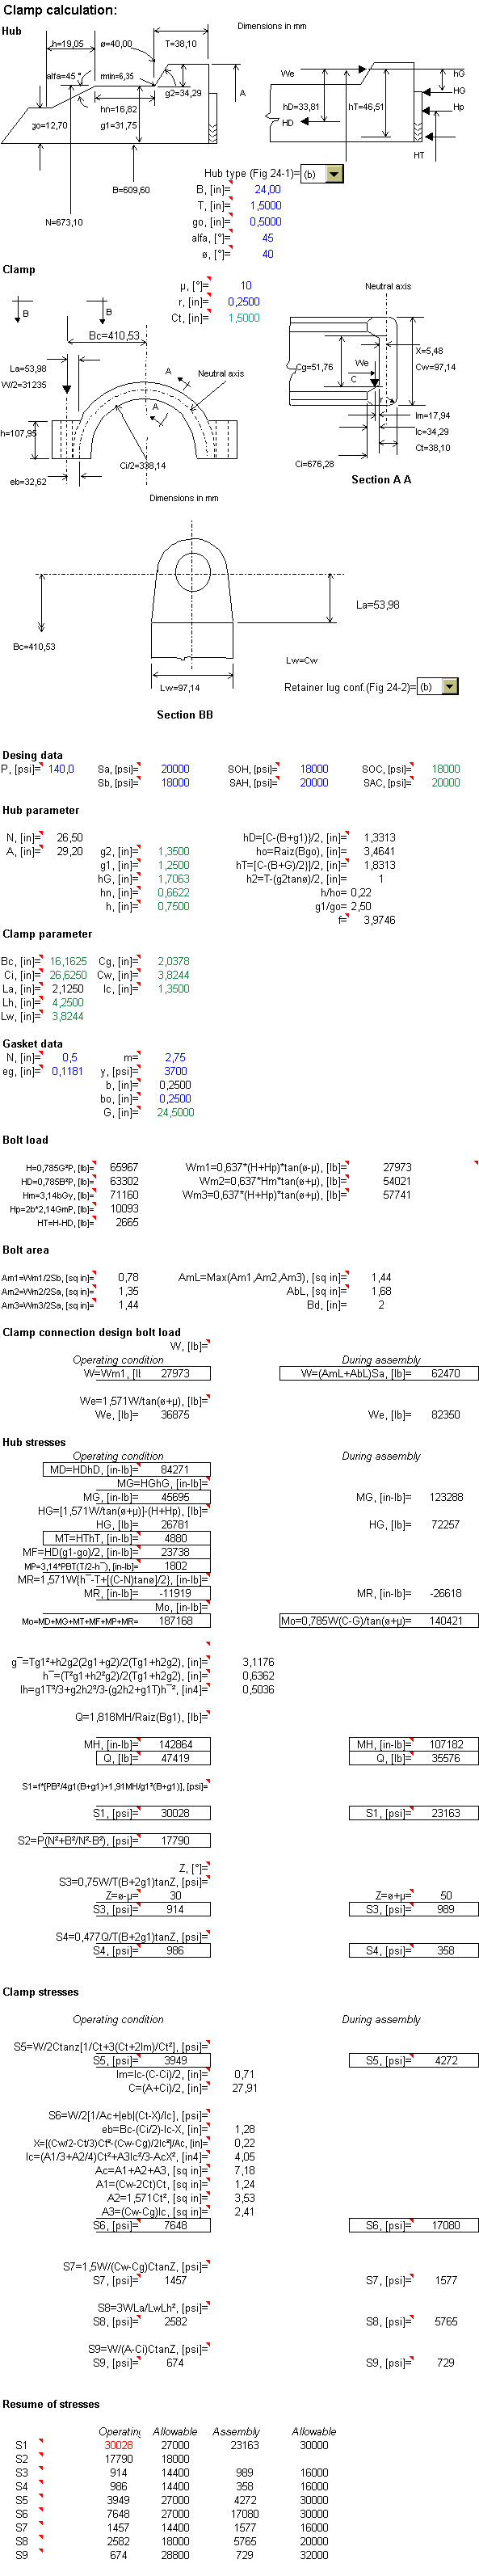 Clamp calculation:
Hub
Dimensions in mm
h=19,05
ø=40,00
T=38,10
alfa=45 °
rmin=6,35
g2=34,29
A
hn=16,82
go=12,70
g1=31,75
B=609,60
N=673,10
We
hG
HG
hD=33,81
hT=46,51
Hp
HD
HT
Hub type (Fig 24-1)= (b)
B, [in]= 24,00
T, [in]= 1,5000
go, [in]= 0,5000
alfa, [°]= 45
ø, [°]= 40
Clamp
µ, [°]= 10
r, [in]= 0,2500
Ct, [in]= 1,5000
B
B
Bc=410,53
La=53,98
W/2=31235
A
Neutral axis
A
h=107,95
Ci/2=338,14
eb=32,62
Dimensions in mm
Neutral axis
X=5,48
Cg=51,76
We
Cw=97,14
C
r
lm=17,94
lc=34,29
Ci=676,28
Ct=38,10
Section A A
La=53,98
Bc=410,53
Lw=Cw
Lw=97,14
Retainer lug conf.(Fig 24-2)= (b)
Section BB
Desing data
P, [psi]= 140,0 Sa, [psi]= 20000 SOH, [psi]= 18000 SOC, [psi]= 18000
Sb, [psi]= 18000 SAH, [psi]= 20000 SAC, [psi]= 20000
Hub parameter
N, [in]= 26,50 hD=[C-(B+g1)]/2, [in]= 1,3313
A, [in]= 29,20 g2, [in]= 1,3500 ho=Raiz(Bgo), [in]= 3,4641
g1, [in]= 1,2500 hT=[C-(B+G)/2]/2, [in]= 1,8313
hG, [in]= 1,7063 h2=T-(g2tanø)/2, [in]= 1
hn, [in]= 0,6622 h/ho= 0,22
h, [in]= 0,7500 g1/go= 2,50
f= 3,9746
Clamp parameter
Bc, [in]= 16,1625 Cg, [in]= 2,0378
Ci, [in]= 26,6250 Cw, [in]= 3,8244
La, [in]= 2,1250 lc, [in]= 1,3500
Lh, [in]= 4,2500
Lw, [in]= 3,8244
Gasket data
N, [in]= 0,5 m= 2,75
eg, [in]= 0,1181 y, [psi]= 3700
b, [in]= 0,2500
bo, [in]= 0,2500
G, [in]= 24,5000
Bolt load
H=0,785G²P, [lb]= 65967 Wm1=0,637*(H+Hp)*tan(ø-µ), [lb]= 27973
HD=0,785B²P, [lb]= 63302 Wm2=0,637*Hm*tan(ø+µ), [lb]= 54021
Hm=3,14bGy, [lb]= 71160 Wm3=0,637*(H+Hp)*tan(ø+µ), [lb]= 57741
Hp=2b*2,14GmP, [lb]= 10093
HT=H-HD, [lb]= 2665
Bolt area
Am1=Wm1/2Sb, [sq in]= 0,78 AmL=Max(Am1,Am2,Am3), [sq in]= 1,44
Am2=Wm2/2Sa, [sq in]= 1,35 AbL, [sq in]= 1,68
Am3=Wm3/2Sa, [sq in]= 1,44 Bd, [in]= 2
Clamp connection design bolt load
W, [lb]=
Operating condition During assembly
W=Wm1, [lb 27973 W=(AmL+AbL)Sa, [lb]= 62470
We=1,571W/tan(ø+µ), [lb]=
We, [lb]= 36875 We, [lb]= 82350
Hub stresses
Operating condition During assembly
MD=HDhD, [in-lb]= 84271
MG=HGhG, [in-lb]=
MG, [in-lb]= 45695 MG, [in-lb]= 123288
HG=[1,571W/tan(ø+µ)]-(H+Hp), [lb]=
HG, [lb]= 26781 HG, [lb]= 72257
MT=HThT, [in-lb]= 4880
MF=HD(g1-go)/2, [in-lb]= 23738
MP=3,14*PBT(T/2-h¯), [in-lb]= 1802
MR=1,571W{h¯-T+[(C-N)tanø]/2}, [in-lb]=
MR, [in-lb]= -11919 MR, [in-lb]= -26618
Mo, [in-lb]=
Mo=MD+MG+MT+MF+MP+MR= 187168 Mo=0,785W(C-G)/tan(ø+µ)= 140421
g¯=Tg1²+h2g2(2g1+g2)/2(Tg1+h2g2), [in]= 3,1176
h¯=(T²g1+h2²g2)/2(Tg1+h2g2), [in]= 0,6362
Ih=g1T³/3+g2h2³/3-(g2h2+g1T)h¯², [in4]= 0,5036
Q=1,818MH/Raiz(Bg1), [lb]=
MH, [in-lb]= 142864 MH, [in-lb]= 107182
Q, [lb]= 47419 Q, [lb]= 35576
S1=f*[PB²/4g1(B+g1)+1,91MH/g1²(B+g1)], [psi]=
S1, [psi]= 30028 S1, [psi]= 23163
S2=P(N²+B²/N²-B²), [psi]= 17790
Z, [°]=
S3=0,75W/T(B+2g1)tanZ, [psi]=
Z=ø-µ= 30 Z=ø+µ= 50
S3, [psi]= 914 S3, [psi]= 989
S4=0,477Q/T(B+2g1)tanZ, [psi]=
S4, [psi]= 986 S4, [psi]= 358
Clamp stresses
Operating condition During assembly
S5=W/2Ctanz[1/Ct+3(Ct+2lm)/Ct²], [psi]=
S5, [psi]= 3949 S5, [psi]= 4272
lm=lc-(C-Ci)/2, [in]= 0,71
C=(A+Ci)/2, [in]= 27,91
S6=W/2[1/Ac+|eb|(Ct-X)/Ic], [psi]=
eb=Bc-(Ci/2)-lc-X, [in]= 1,28
X=[(Cw/2-Ct/3)Ct²-(Cw-Cg)/2lc²]/Ac, [in]= 0,22
Ic=(A1/3+A2/4)Ct²+A3lc²/3-AcX², [in4]= 4,05
Ac=A1+A2+A3, [sq in]= 7,18
A1=(Cw-2Ct)Ct, [sq in]= 1,24
A2=1,571Ct², [sq in]= 3,53
A3=(Cw-Cg)lc, [sq in]= 2,41
S6, [psi]= 7648 S6, [psi]= 17080
S7=1,5W/(Cw-Cg)CtanZ, [psi]=
S7, [psi]= 1457 S7, [psi]= 1577
S8=3WLa/LwLh², [psi]=
S8, [psi]= 2582 S8, [psi]= 5765
S9=W/(A-Ci)CtanZ, [psi]=
S9, [psi]= 674 S9, [psi]= 729
Resume of stresses
Operating Allowable Assembly Allowable
S1 30028 27000 23163 30000
S2 17790 18000
S3 914 14400 989 16000
S4 986 14400 358 16000
S5 3949 27000 4272 30000
S6 7648 27000 17080 30000
S7 1457 14400 1577 16000
S8 2582 18000 5765 20000
S9 674 28800 729 32000